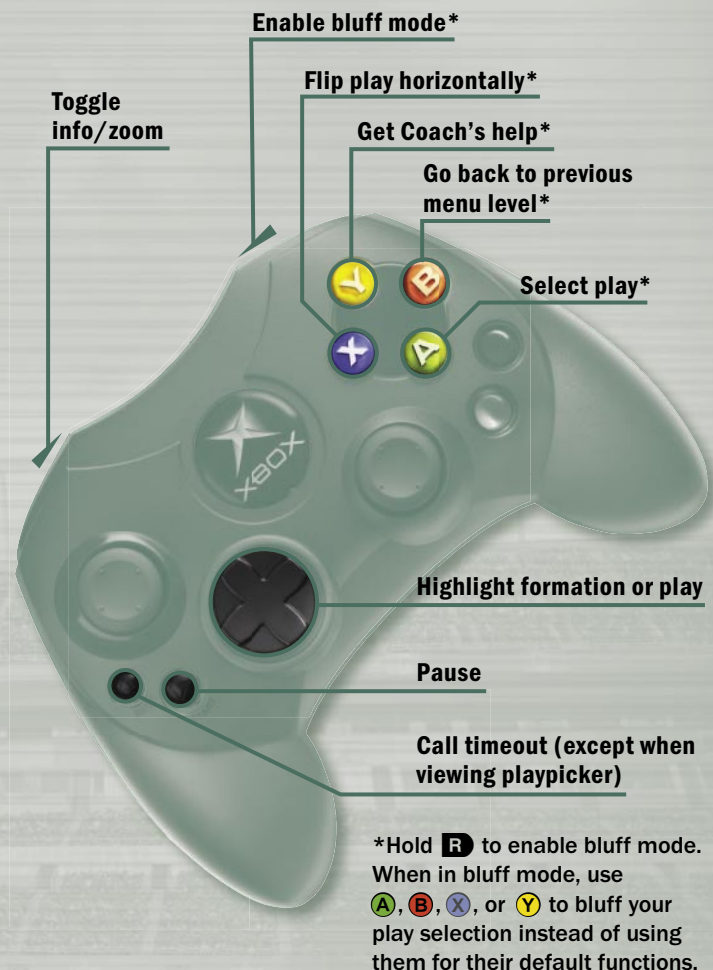 Enable bluff mode*
Flip play horizontally*
Toggle
info/zoom
Get Coach's help*
Go back to previous
menu level*
Select play*
Y
B
X
A
XBOX
Highlight formation or play
Pause
Call timeout (except when
viewing playpicker)
*Hold R to enable bluff mode.
When in bluff mode, use
A, B, X, or Y to bluff your
play selection instead of using
them for their default functions.